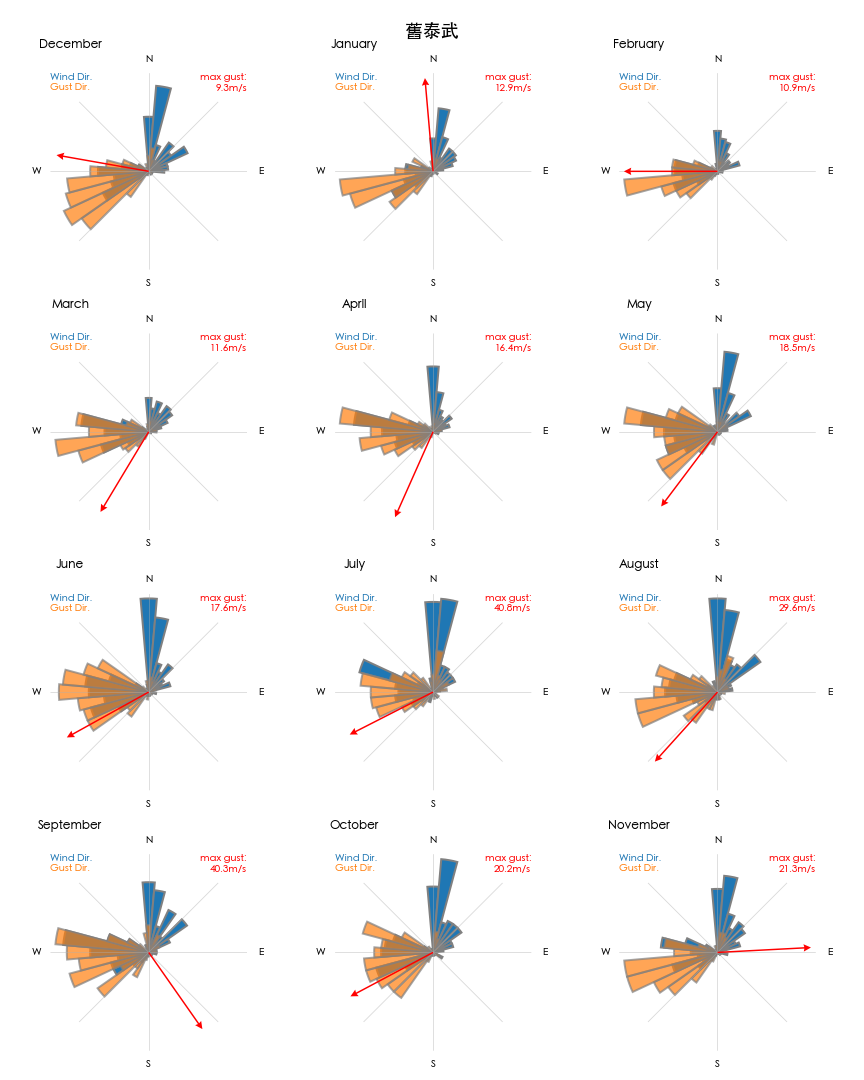 舊泰武
December
N
Wind Dir.
Gust Dir.
max gust:
9.3m/s
W
E
S
January
N
Wind Dir.
Gust Dir.
max gust:
12.9m/s
W
E
S
February
N
Wind Dir.
Gust Dir.
max gust:
10.9m/s
W
E
S
March
N
Wind Dir.
Gust Dir.
max gust:
11.6m/s
W
E
S
April
N
Wind Dir.
Gust Dir.
max gust:
16.4m/s
W
E
S
May
N
Wind Dir.
Gust Dir.
max gust:
18.5m/s
W
E
S
June
N
Wind Dir.
Gust Dir.
max gust:
17.6m/s
W
E
S
July
N
Wind Dir.
Gust Dir.
max gust:
40.8m/s
W
E
S
August
N
Wind Dir.
Gust Dir.
max gust:
29.6m/s
W
E
S
September
N
Wind Dir.
Gust Dir.
max gust:
40.3m/s
W
E
S
October
N
Wind Dir.
Gust Dir.
max gust:
20.2m/s
W
E
S
November
N
Wind Dir.
Gust Dir.
max gust:
21.3m/s
W
E
S